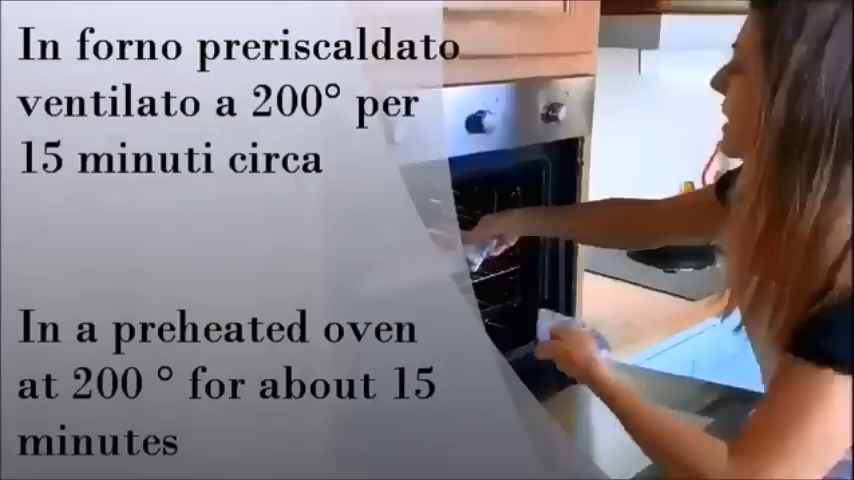 In forno preriscaldato
ventilato a 200° per
15 minuti circa
In a preheated oven
at 200 ° for about 15
minutes